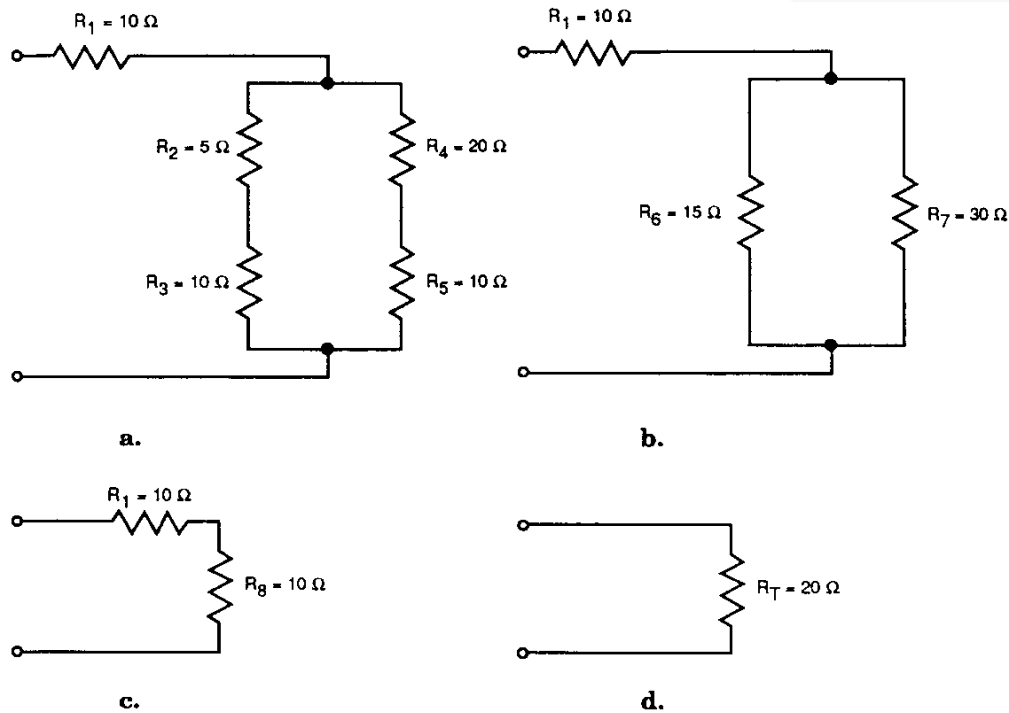 R1 = 10 Ω
R1 = 10 Ω
R2 = 5 Ω
R4 = 20 Ω
R3 = 10 Ω
R5 = 10 Ω
R6 = 15 Ω
R7 = 30 Ω
a.
b.
R1 = 10 Ω
R8 = 10 Ω
RT = 20 Ω
c.
d.